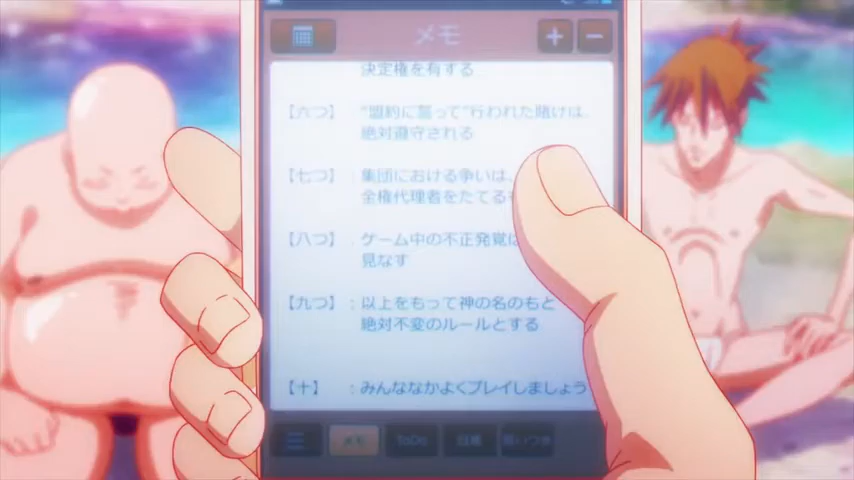 メモ
+ −
決定権を有する
【六つ】 “盟約に誓って”行われた賭けは、
絶対遵守される
【七つ】 : 集団における争いは、
全権代理者をたてる
【八つ】 : ゲーム中の不正発覚は
見なす
【九つ】 : 以上をもって神の名のもと
絶対不変のルールとする
【十】 : みんななかよくプレイしましょう
メモ ToDo